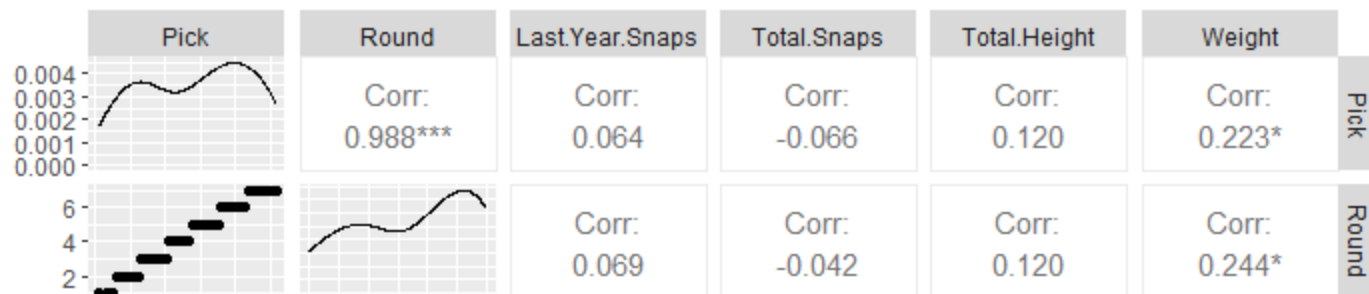 Pick Round Last.Year.Snaps Total.Snaps Total.Height Weight
0.004
0.003
0.002
0.001
0.000
Corr:
0.988***
Corr:
0.064
Corr:
-0.066
Corr:
0.120
Corr:
0.223*
Pick
6
4
2
Corr:
0.069
Corr:
-0.042
Corr:
0.120
Corr:
0.244*
Round